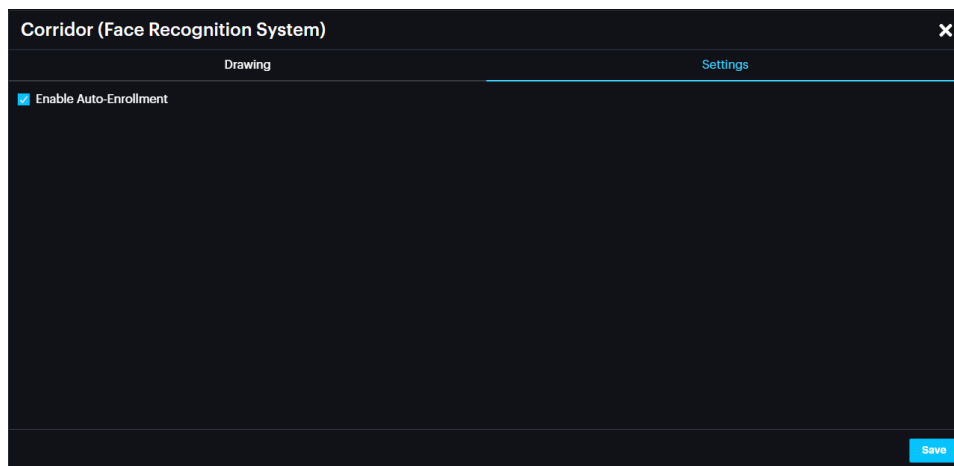 Corridor (Face Recognition System)
Drawing
Settings
Enable Auto-Enrollment
Save